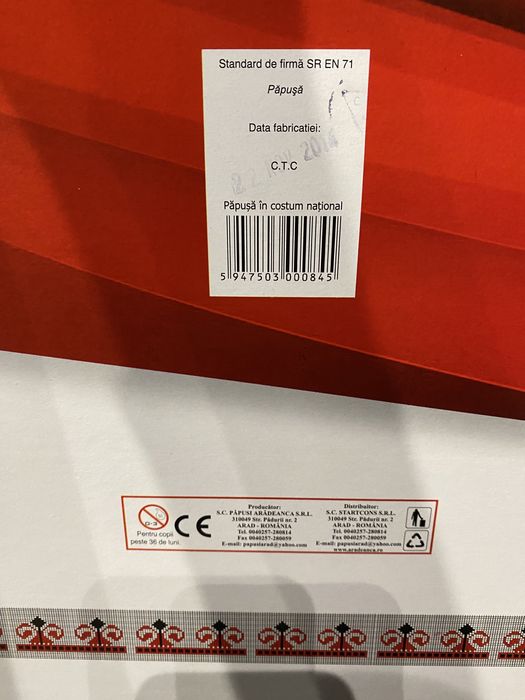 Standard de firmă SR EN 71
Păpuşă
Data fabricatiei:
2014
C.T.C
Păpușă în costum național
5 947503 000845
0-3
Pentru copii
peste 36 de luni.
CE
Producător:
S.C. PĂPUSI ARĂDEANCA S.R.L.
310049 Str. Pădurii nr. 2
ARAD - ROMÂNIA
Tel. 0040257-280814
Fax. 0040257-280059
E-mail: papusiarad@yahoo.com
Distribuitor:
S.C. STARTCONS S.R.L.
310049 Str. Pădurii nr. 2
ARAD - ROMÂNIA
Tel. 0040257-280814
Fax. 0040257-280059
E-mail: papusiarad@yahoo.com
www.aradeanca.ro